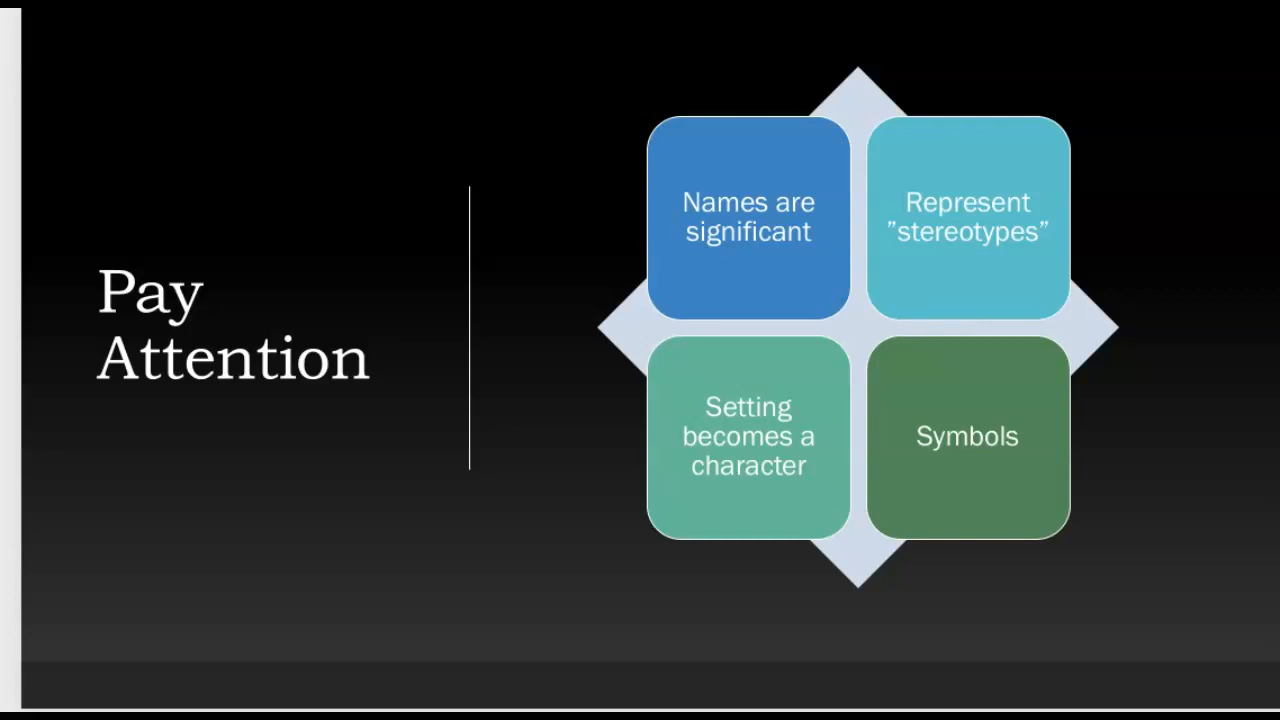 Pay
Attention
Names are
significant
Represent
”stereotypes”
Setting
becomes a
character
Symbols